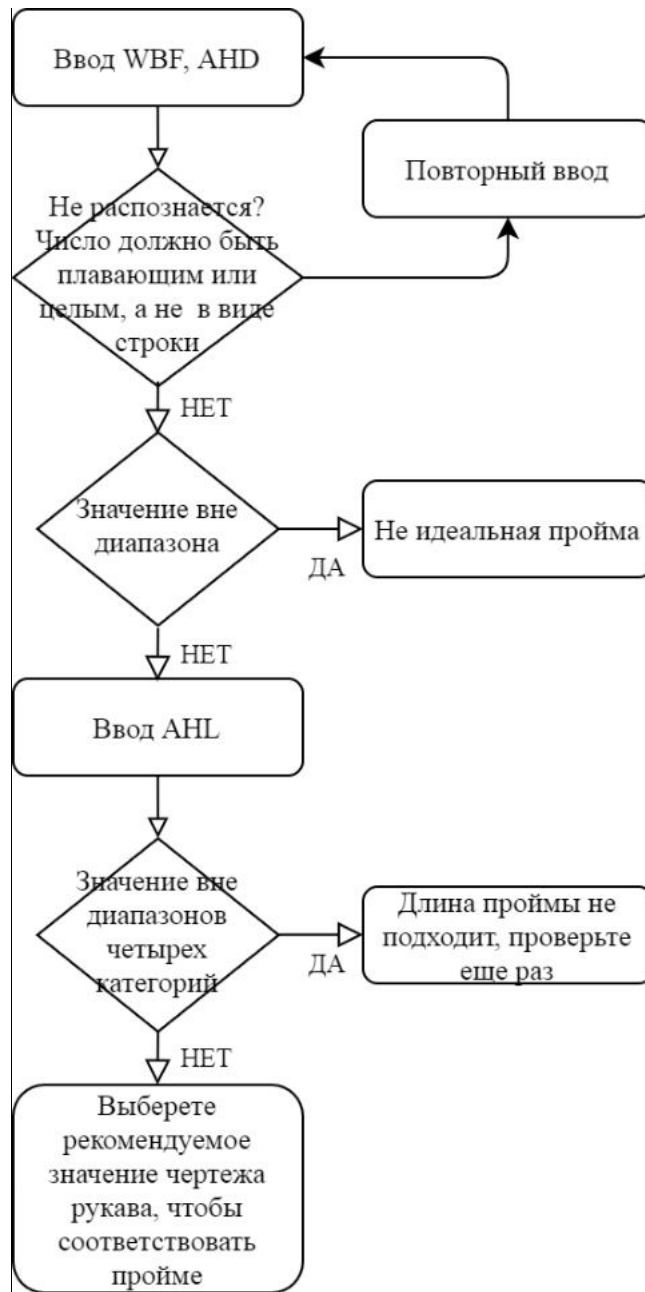 Ввод WBF, AHD
Повторный ввод
Не распознается?
Число должно быть
плавающим или
целым, а не в виде
строки
НЕТ
Значение вне
диапазона
ДА
Не идеальная пройма
НЕТ
Ввод AHL
Значение вне
диапазонов
четырех
категорий
ДА
Длина проймы не
подходит, проверьте
еще раз
НЕТ
Выберете
рекомендуемое
значение чертежа
рукава, чтобы
соответствовать
пройме